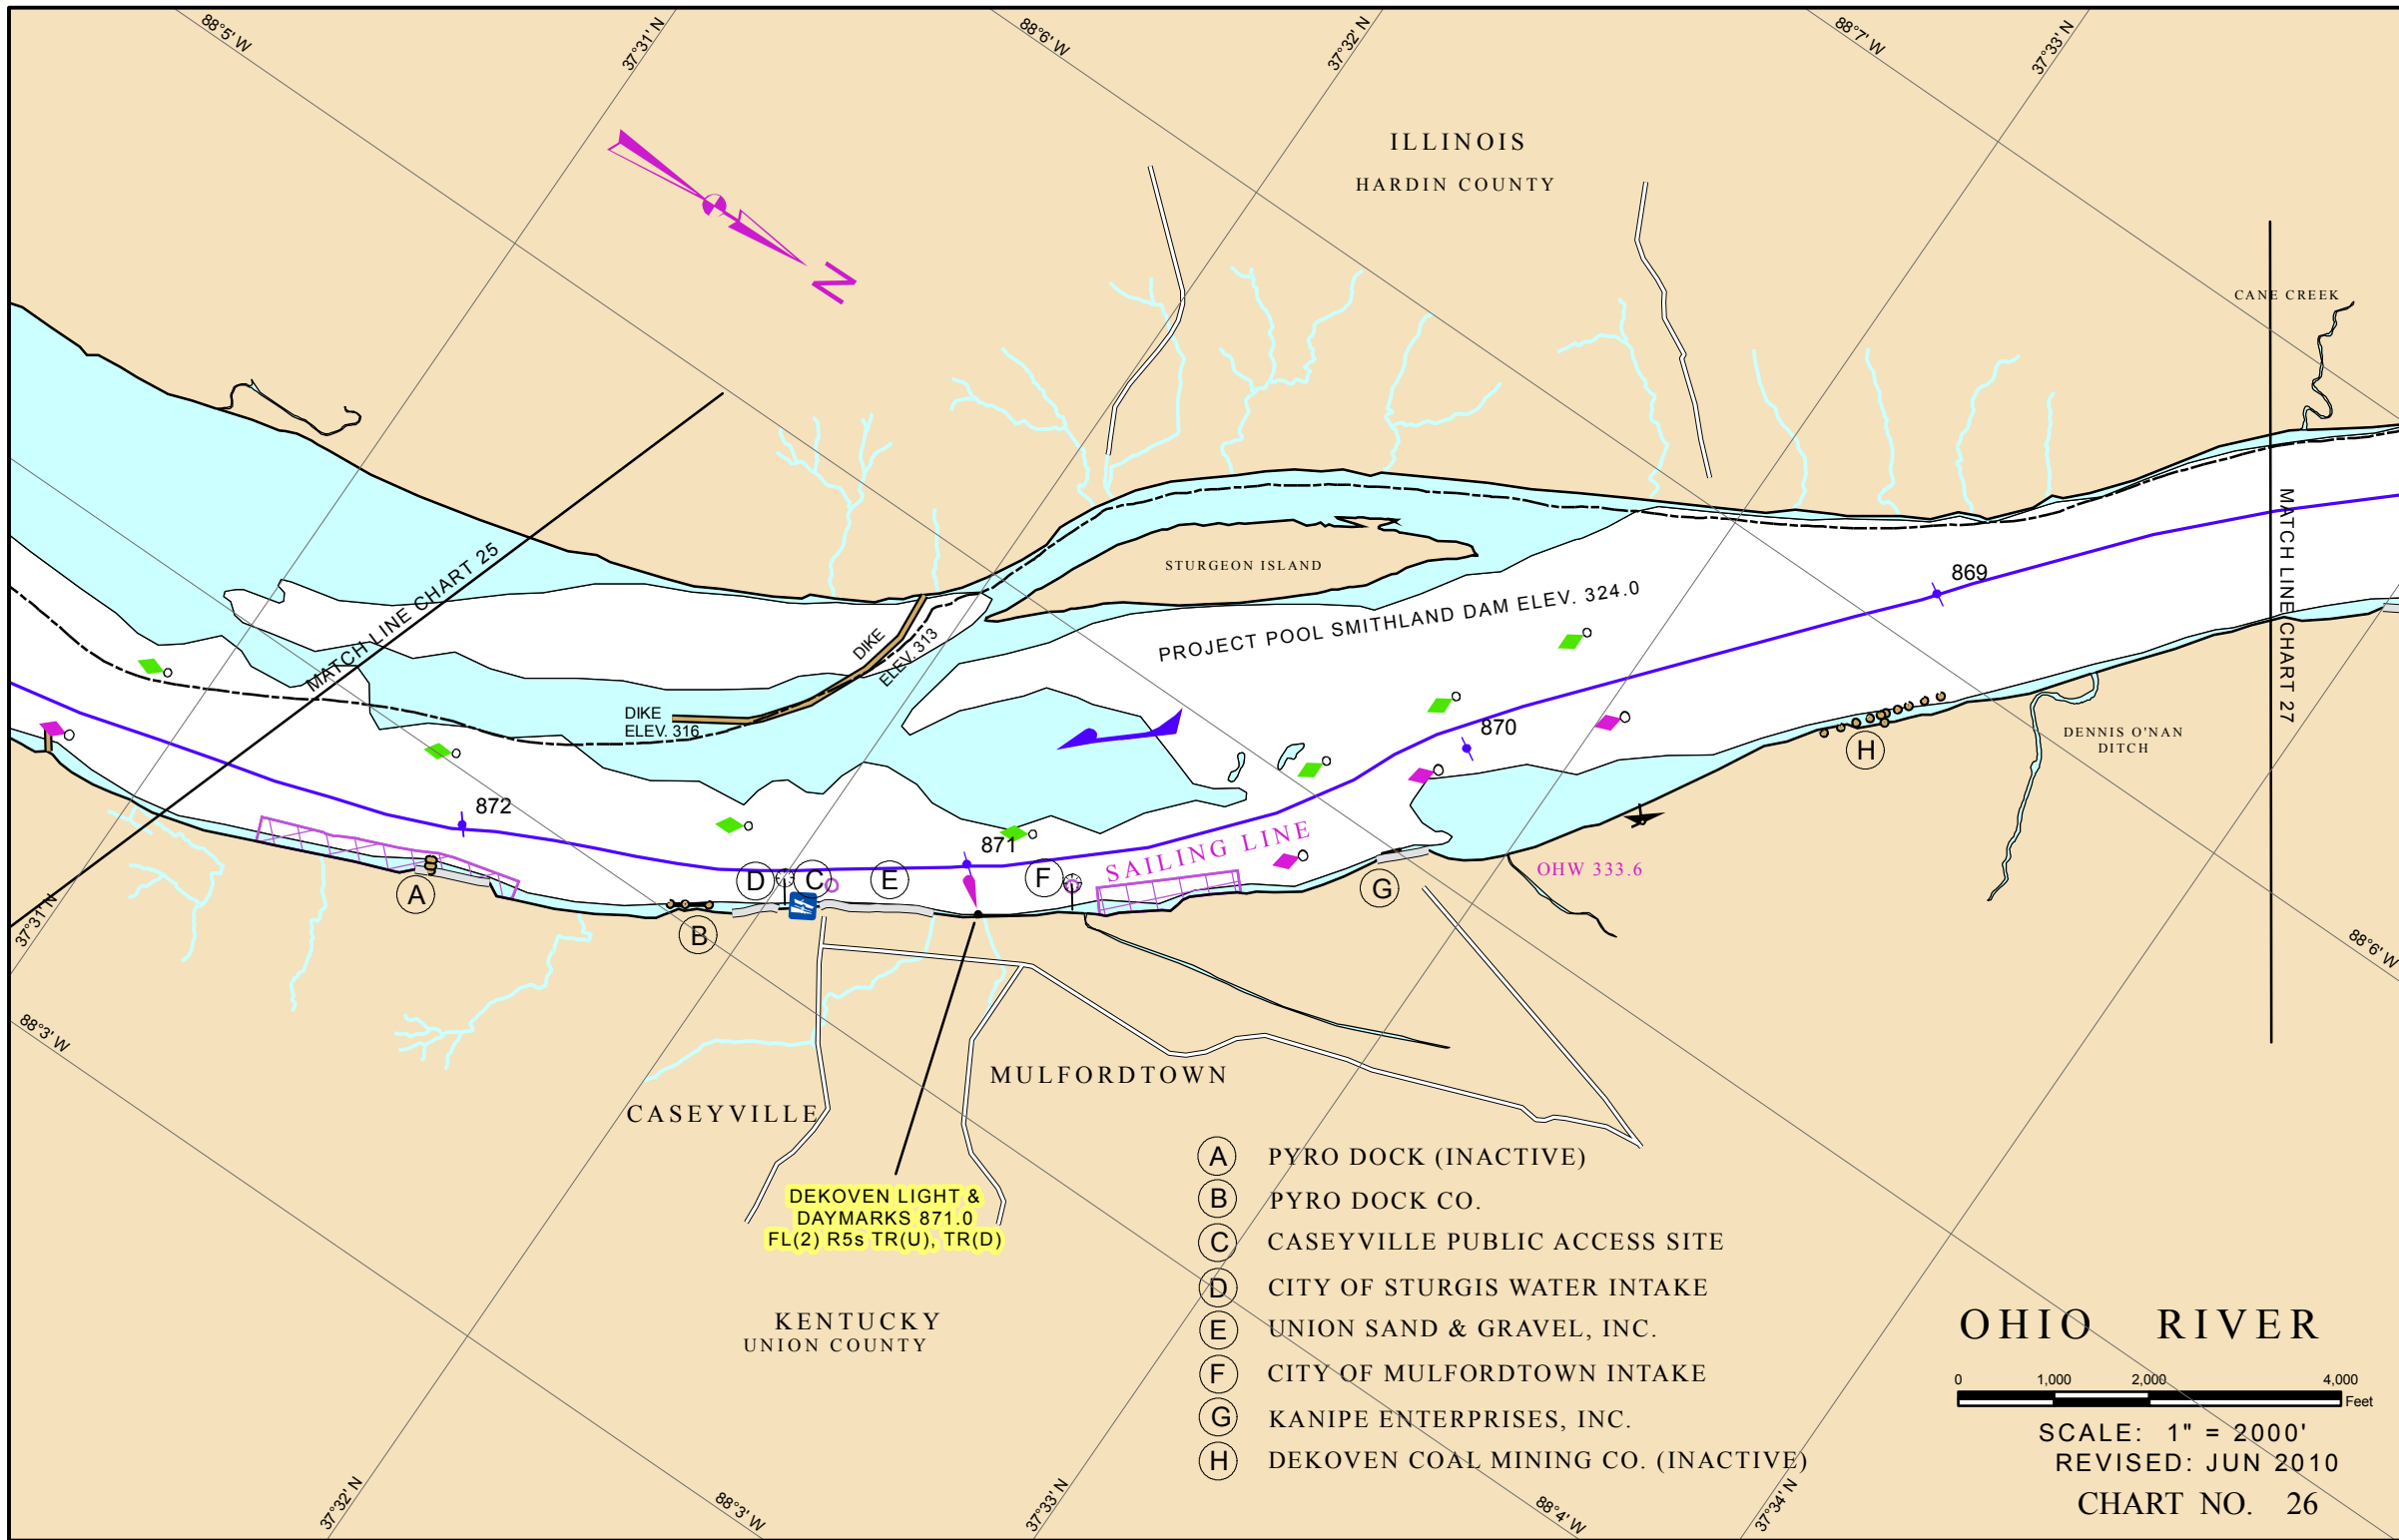 88°5' W
37°31' N
88°6' W
37°32' N
88°7' W
37°33' N
ILLINOIS
HARDIN COUNTY
N
CANE CREEK
MATCH LINE CHART 25
STURGEON ISLAND
869
PROJECT POOL SMITHLAND DAM ELEV. 324.0
MATCH LINE CHART 27
DIKE
ELEV. 313
DIKE
ELEV. 316
870
DENNIS O'NAN
DITCH
H
872
871
SAILING LINE
OHW 333.6
A
B
D
C
E
F
G
37°31' N
88°6' W
88°3' W
MULFORDTOWN
CASEYVILLE
DEKOVEN LIGHT &
DAYMARKS 871.0
FL(2) R5s TR(U), TR(D)
KENTUCKY
UNION COUNTY
A PYRO DOCK (INACTIVE)
B PYRO DOCK CO.
C CASEYVILLE PUBLIC ACCESS SITE
D CITY OF STURGIS WATER INTAKE
E UNION SAND & GRAVEL, INC.
F CITY OF MULFORDTOWN INTAKE
G KANIPE ENTERPRISES, INC.
H DEKOVEN COAL MINING CO. (INACTIVE)
OHIO RIVER
0 1,000 2,000 4,000
Feet
SCALE: 1" = 2000'
REVISED: JUN 2010
CHART NO. 26
37°32' N
88°3' W
37°33' N
88°4' W
37°34' N